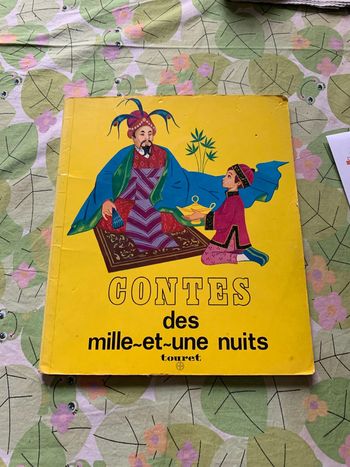 CONTES
des
mille~et~une nuits
touret